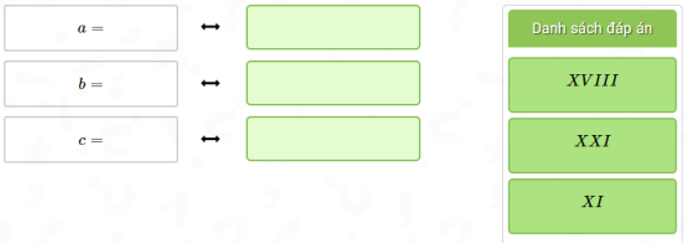 a =
b =
c =
Danh sách đáp án
XVIII
XXI
XI